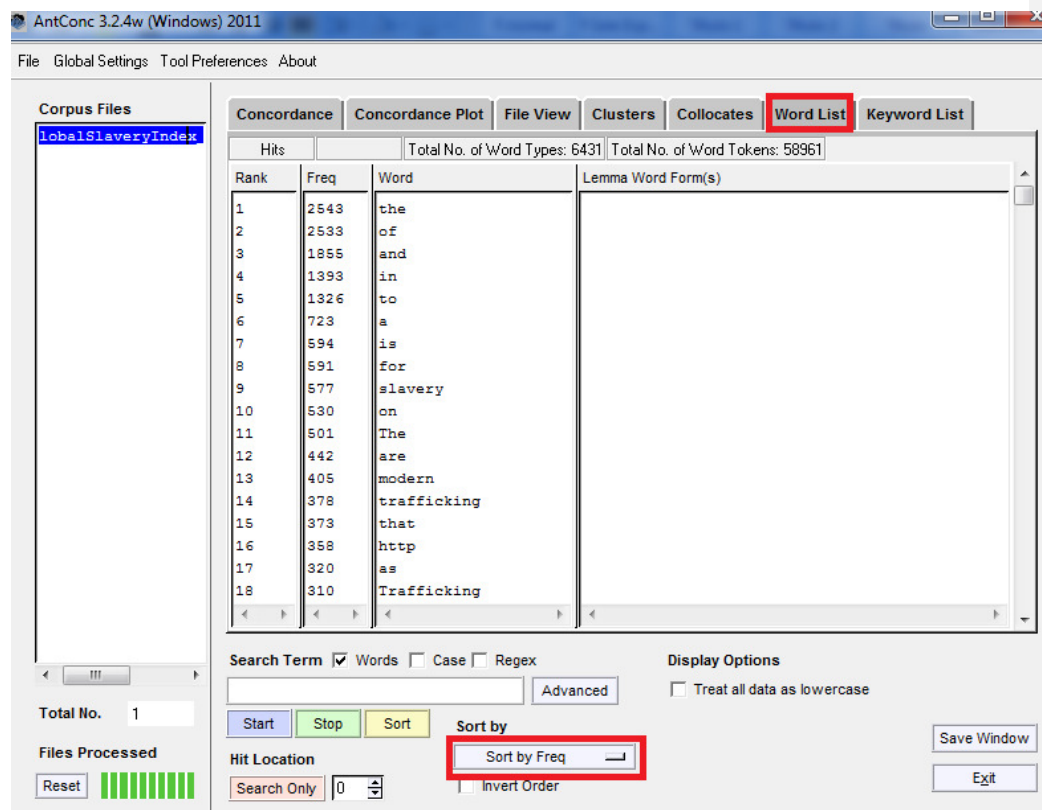 AntConc 3.2.4w (Windows) 2011
File Global Settings Tool Preferences About
Corpus Files
lobalSlaveryIndex
Concordance Concordance Plot File View Clusters Collocates Word List Keyword List
Hits Total No. of Word Types: 6431 Total No. of Word Tokens: 58961
Rank Freq Word Lemma Word Form(s)
1 2543 the
2 2533 of
3 1855 and
4 1393 in
5 1326 to
6 723 a
7 594 is
8 591 for
9 577 slavery
10 530 on
11 501 The
12 442 are
13 405 modern
14 378 trafficking
15 373 that
16 358 http
17 320 as
18 310 Trafficking
Search Term Words Case Regex
Advanced
Display Options
Treat all data as lowercase
Total No. 1
Start Stop Sort
Sort by
Sort by Freq
Invert Order
Files Processed
Reset
Hit Location
Search Only 0
Save Window
Exit